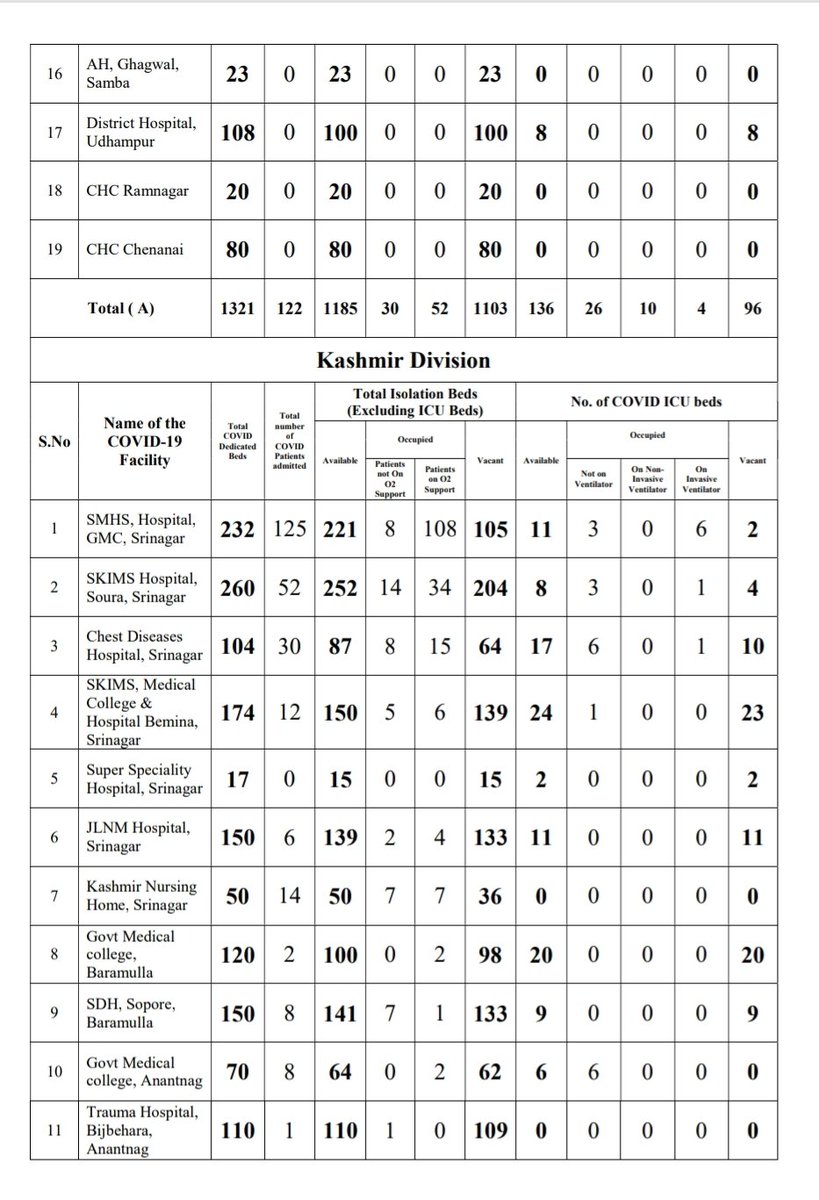 16 AH, Ghagwal, Samba 23 0 23 0 0 23 0 0 0 0 0
17 District Hospital, Udhampur 108 0 100 0 0 100 8 0 0 0 8
18 CHC Ramnagar 20 0 20 0 0 20 0 0 0 0 0
19 CHC Chenanai 80 0 80 0 0 80 0 0 0 0 0
Total ( A) 1321 122 1185 30 52 1103 136 26 10 4 96
Kashmir Division
S.No
Name of the COVID-19 Facility
Total COVID Dedicated Beds
Total number of COVID Patients admitted
Total Isolation Beds (Excluding ICU Beds)
Available
Occupied
Patients not On O2 Support
Patients on O2 Support
Vacant
No. of COVID ICU beds
Available
Occupied
Not on Ventilator
On Non-Invasive Ventilator
On Invasive Ventilator
Vacant
1 SMHS, Hospital, GMC, Srinagar 232 125 221 8 108 105 11 3 0 6 2
2 SKIMS Hospital, Soura, Srinagar 260 52 252 14 34 204 8 3 0 1 4
3 Chest Diseases Hospital, Srinagar 104 30 87 8 15 64 17 6 0 1 10
4 SKIMS, Medical College & Hospital Bemina, Srinagar 174 12 150 5 6 139 24 1 0 0 23
5 Super Speciality Hospital, Srinagar 17 0 15 0 0 15 2 0 0 0 2
6 JLNM Hospital, Srinagar 150 6 139 2 4 133 11 0 0 0 11
7 Kashmir Nursing Home, Srinagar 50 14 50 7 7 36 0 0 0 0 0
8 Govt Medical college, Baramulla 120 2 100 0 2 98 20 0 0 0 20
9 SDH, Sopore, Baramulla 150 8 141 7 1 133 9 0 0 0 9
10 Govt Medical college, Anantnag 70 8 64 0 2 62 6 6 0 0 0
11 Trauma Hospital, Bijbehara, Anantnag 110 1 110 1 0 109 0 0 0 0 0